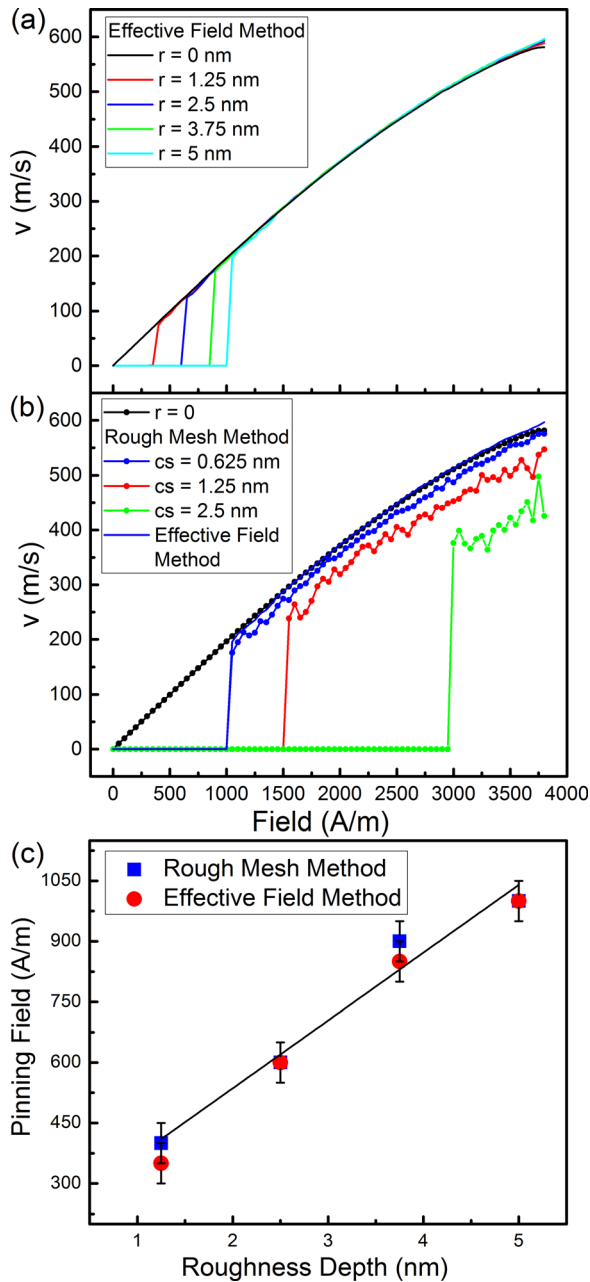 (a)
Effective Field Method
r = 0 nm
r = 1.25 nm
r = 2.5 nm
r = 3.75 nm
r = 5 nm
v (m/s)
600
500
400
300
200
100
0
(b)
r = 0
Rough Mesh Method
cs = 0.625 nm
cs = 1.25 nm
cs = 2.5 nm
Effective Field
Method
v (m/s)
600
500
400
300
200
100
0
0 500 1000 1500 2000 2500 3000 3500 4000
Field (A/m)
(c)
Rough Mesh Method
Effective Field Method
Pinning Field (A/m)
1050
900
750
600
450
300
1 2 3 4 5
Roughness Depth (nm)